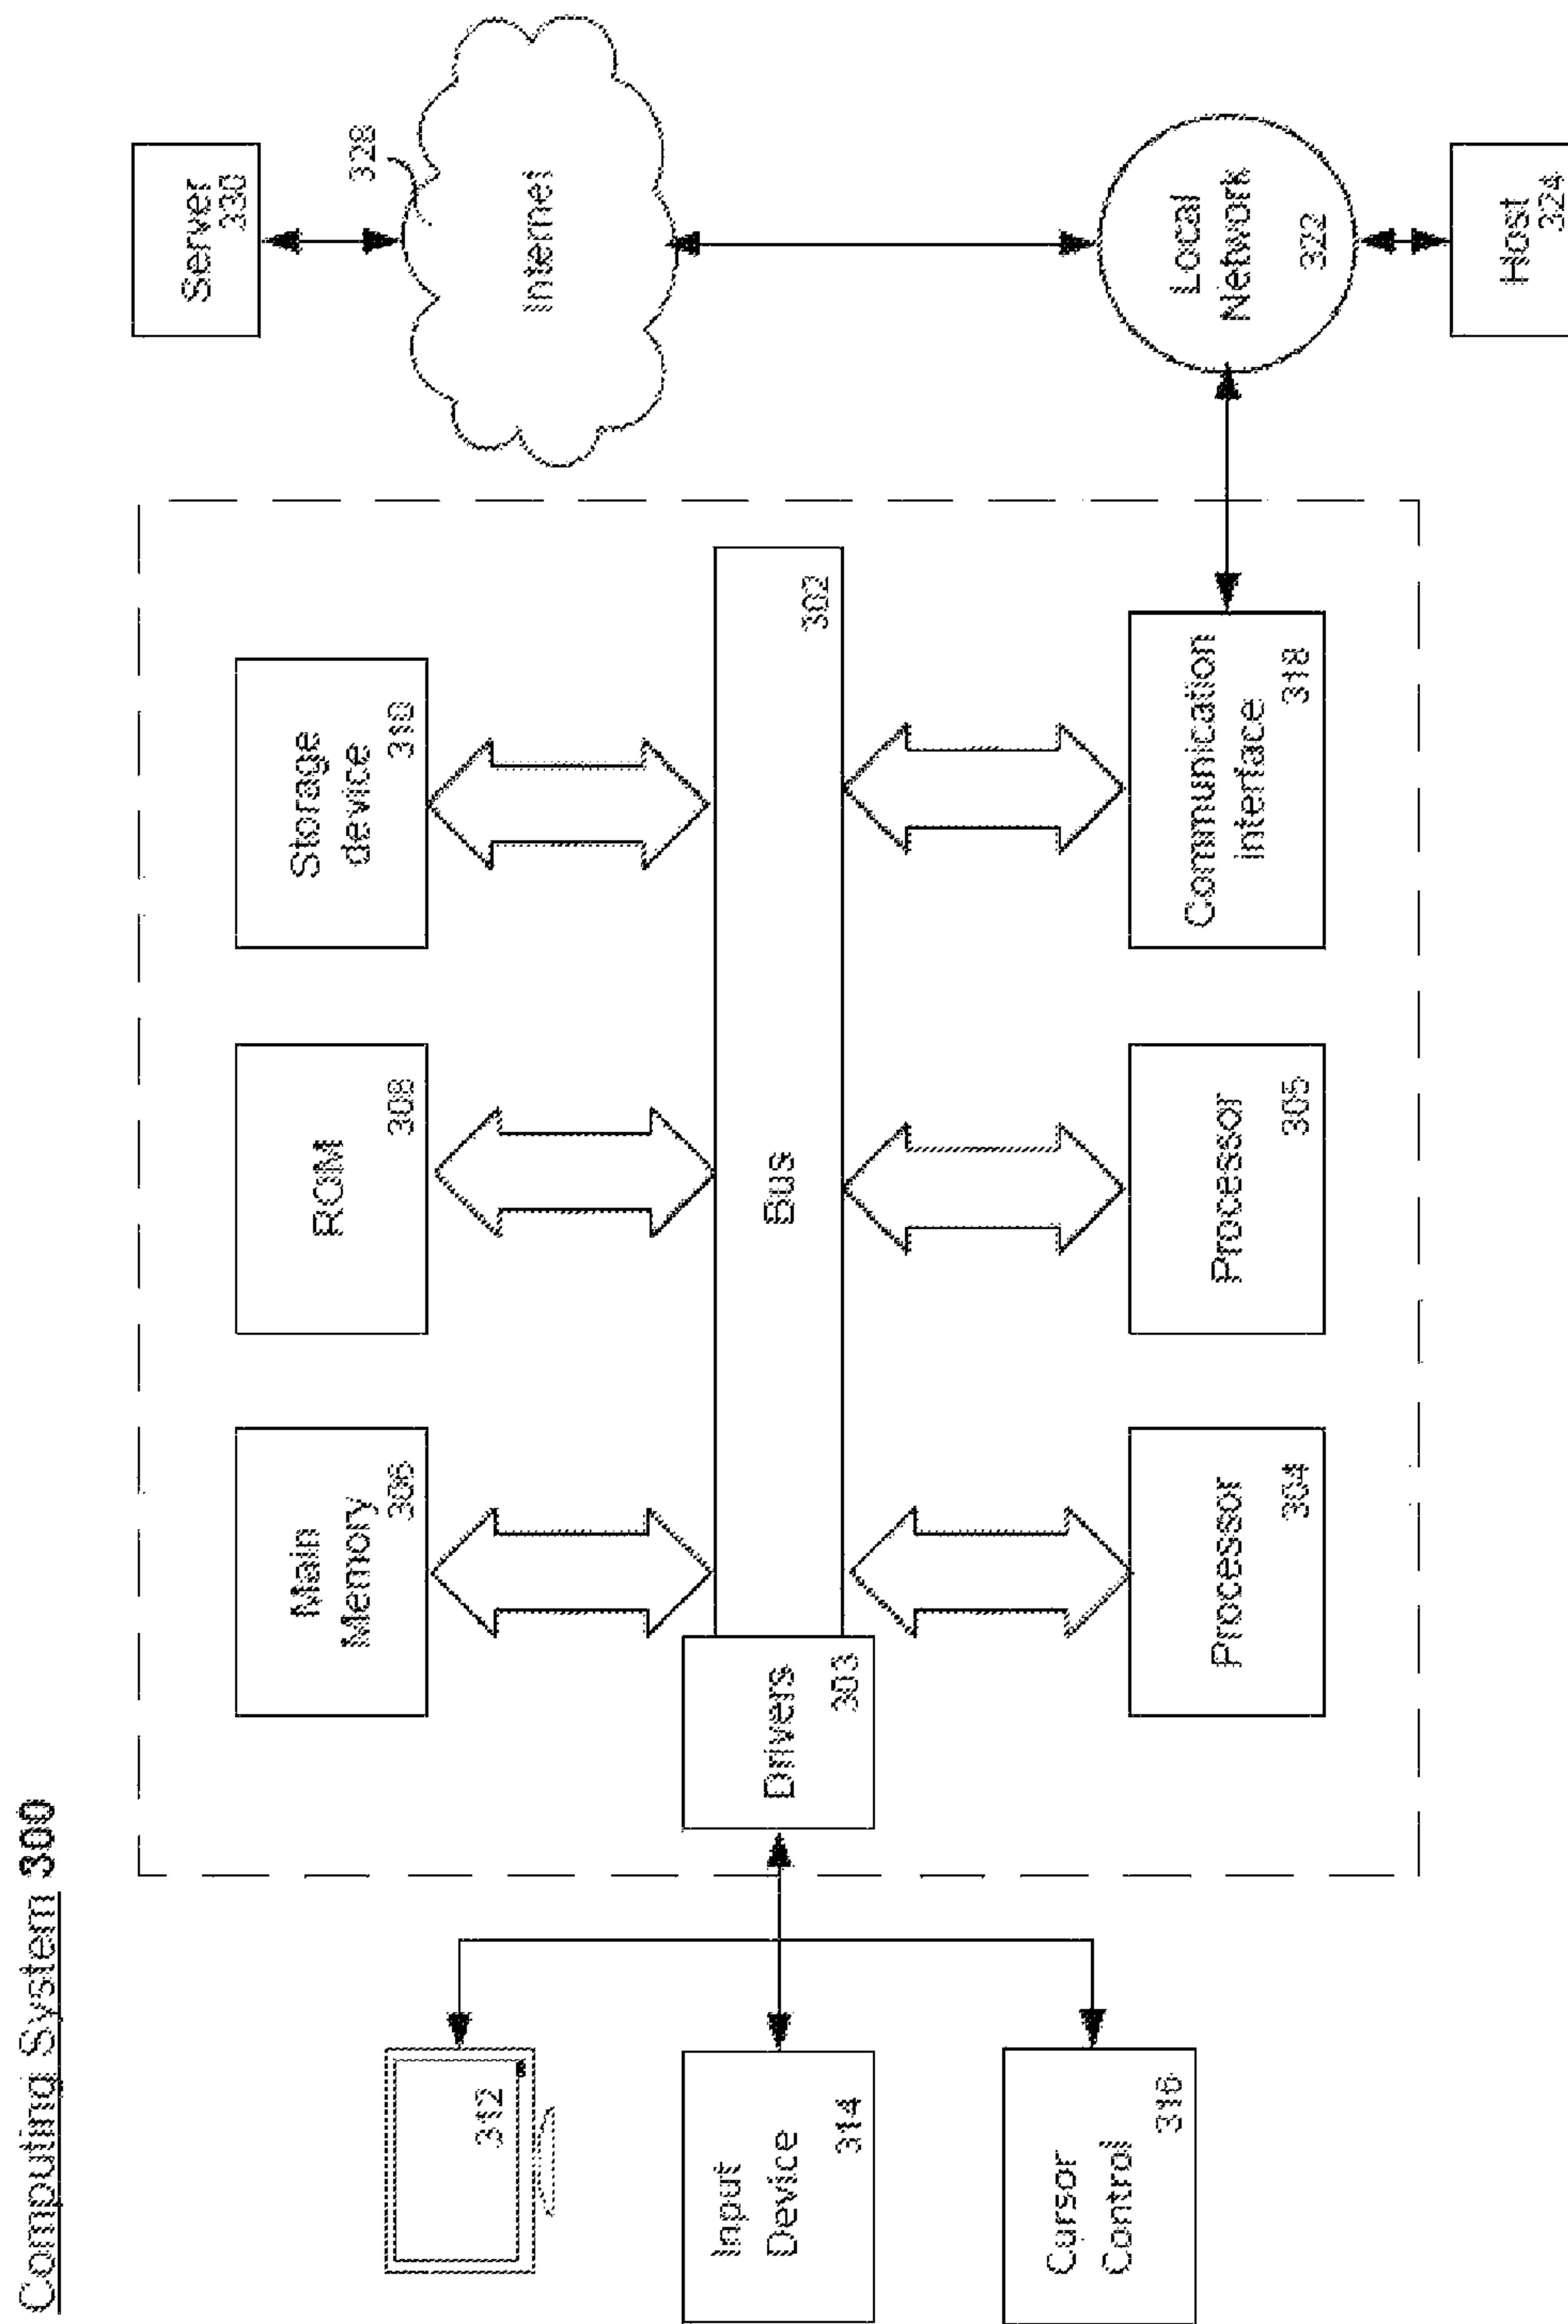 Computing System 300
Main
Memory
306
ROM
308
Storage
device
310
Server
330
328
Internet
312
Input
Device
314
Drivers
303
Bus
302
Cursor
Control
316
Processor
304
Processor
305
Communication
interface
318
Local
Network
322
Host
324